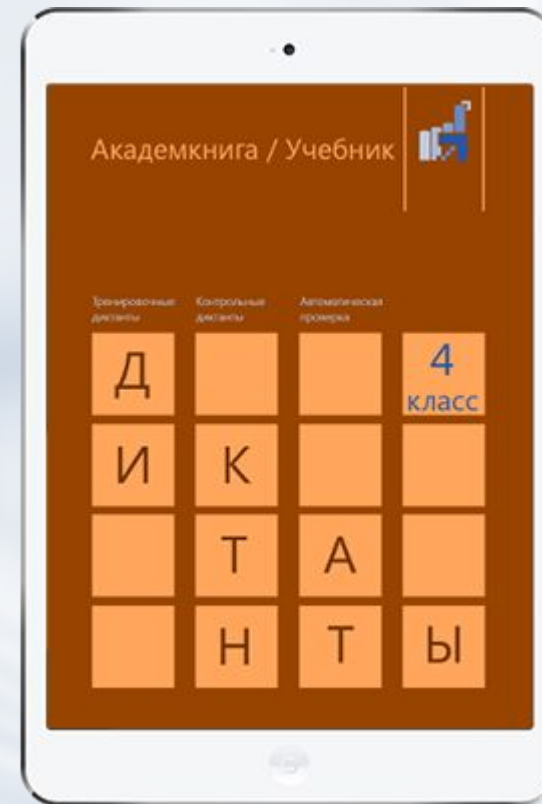 Академкнига / Учебник
Тренировочные диктанты
Контрольные диктанты
Автоматическая проверка
Д 4 класс
И К
Т А
Н Т Ы